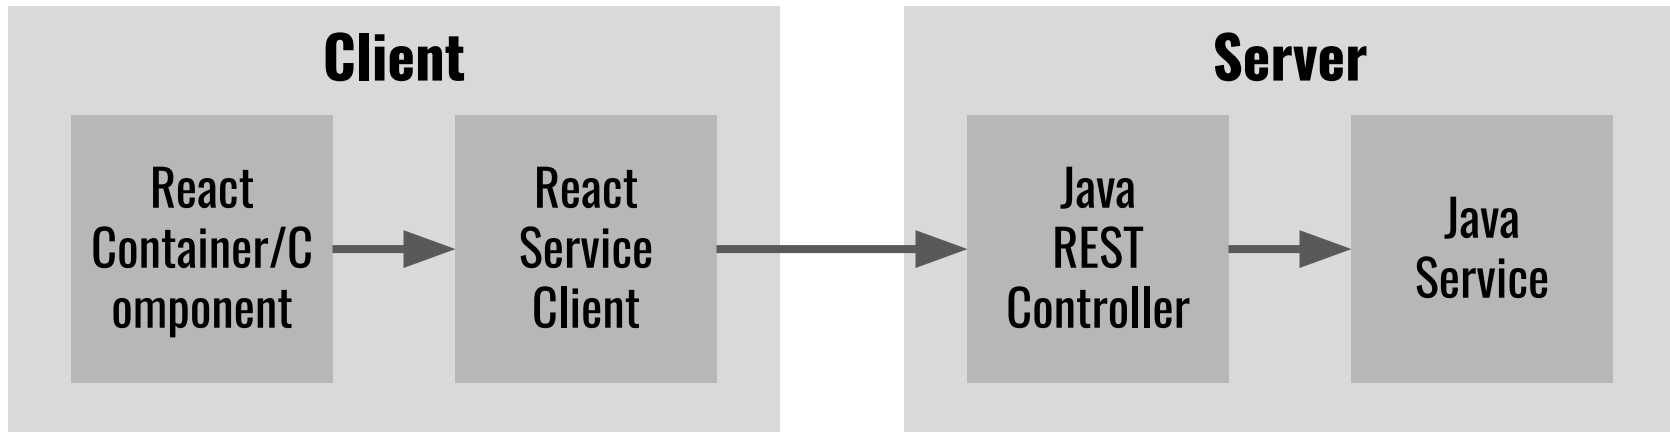 Client
React
Container/C
omponent
React
Service
Client
Server
Java
REST
Controller
Java
Service